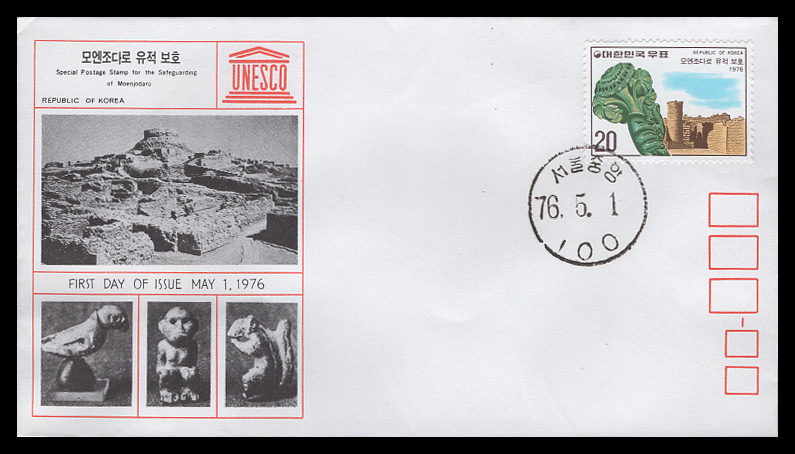 모엔조다로 유적 보호
Special Postage Stamp for the Safeguarding
of Moenjodaro
REPUBLIC OF KOREA
UNESCO
FIRST DAY OF ISSUE MAY 1, 1976
대한민국 우표
REPUBLIC OF KOREA
모엔조다로 유적 보호
1976
20
서울중앙
76. 5. 1
100